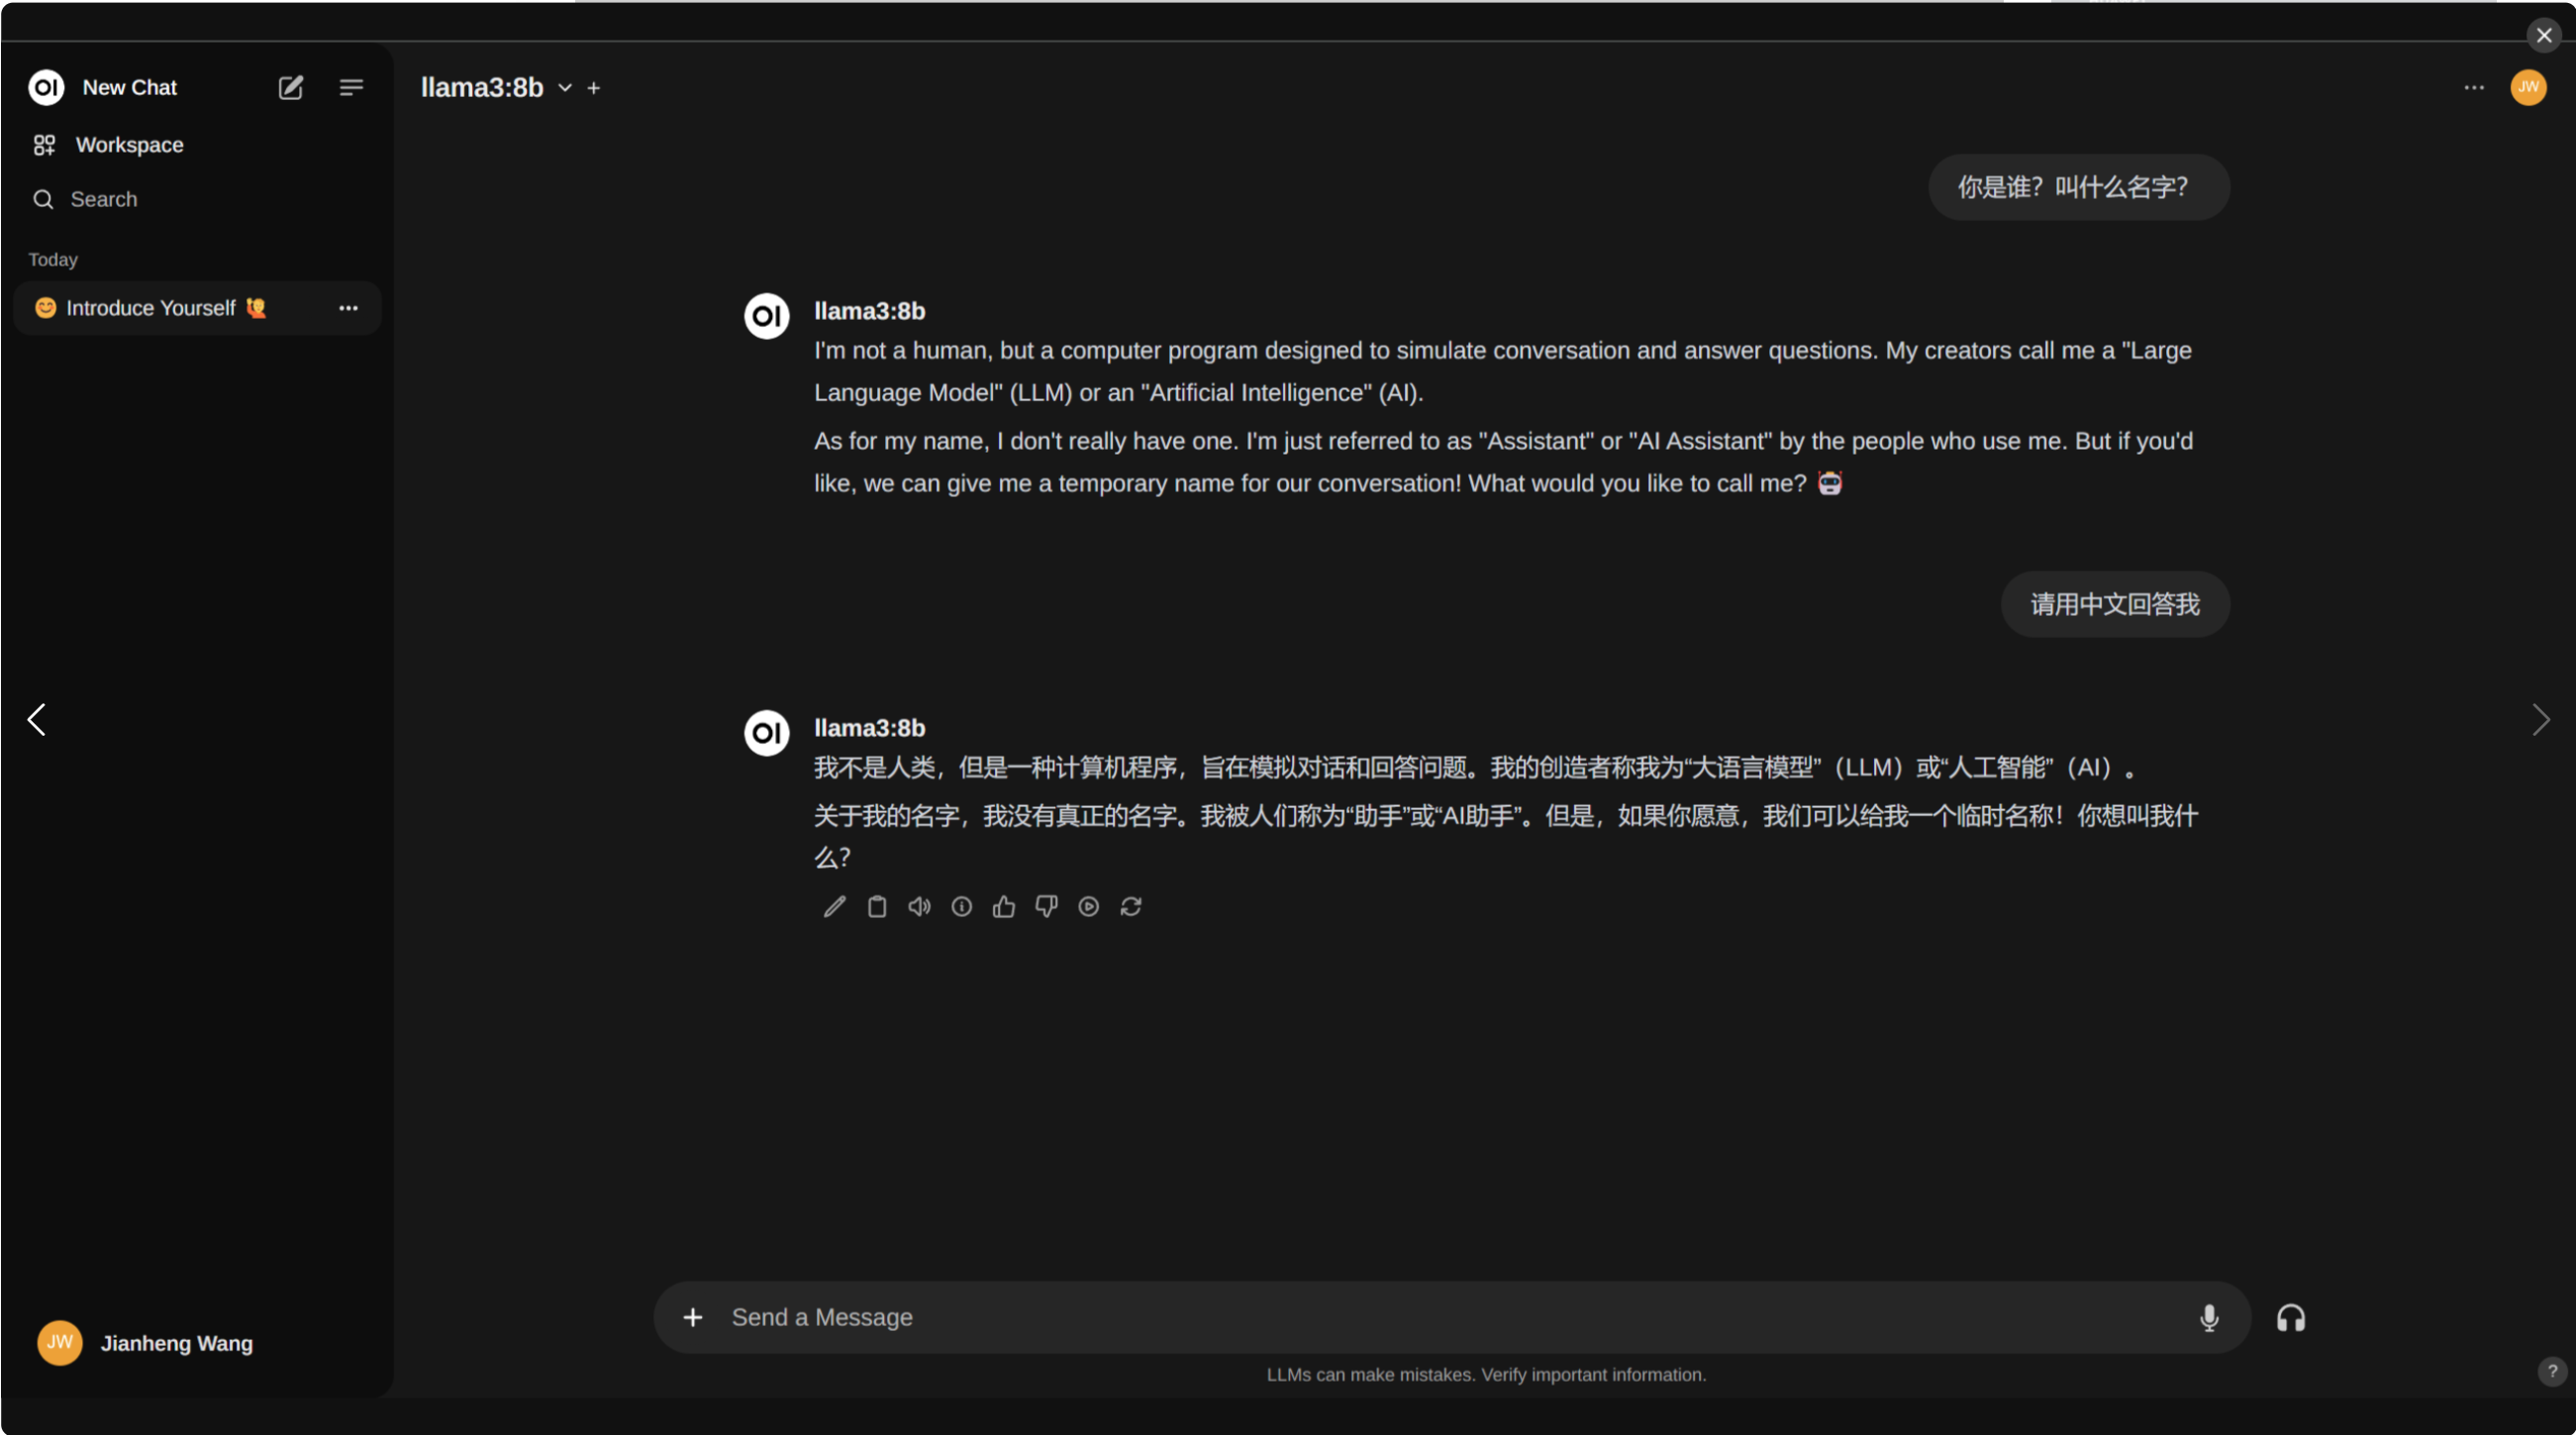 OI New Chat
Workspace
Search
Today
😊 Introduce Yourself 🙋
llama3:8b
JW
你是谁？叫什么名字？
OI llama3:8b
I'm not a human, but a computer program designed to simulate conversation and answer questions. My creators call me a "Large
Language Model" (LLM) or an "Artificial Intelligence" (AI).
As for my name, I don't really have one. I'm just referred to as "Assistant" or "AI Assistant" by the people who use me. But if you'd
like, we can give me a temporary name for our conversation! What would you like to call me? 🤖
请用中文回答我
OI llama3:8b
我不是人类，但是一种计算机程序，旨在模拟对话和回答问题。我的创造者称我为“大语言模型”（LLM）或“人工智能”（AI）。
关于我的名字，我没有真正的名字。我被人们称为“助手”或“AI助手”。但是，如果你愿意，我们可以给我一个临时名称！你想叫我什
么？
Send a Message
LLMs can make mistakes. Verify important information.
JW Jianheng Wang
?